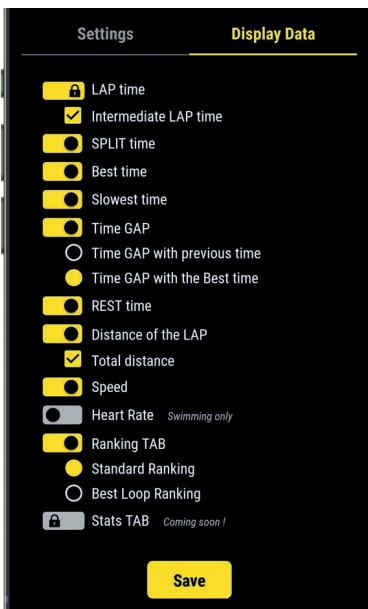 Settings
Display Data
LAP time
Intermediate LAP time
SPLIT time
Best time
Slowest time
Time GAP
Time GAP with previous time
Time GAP with the Best time
REST time
Distance of the LAP
Total distance
Speed
Heart Rate Swimming only
Ranking TAB
Standard Ranking
Best Loop Ranking
Stats TAB Coming soon !
Save